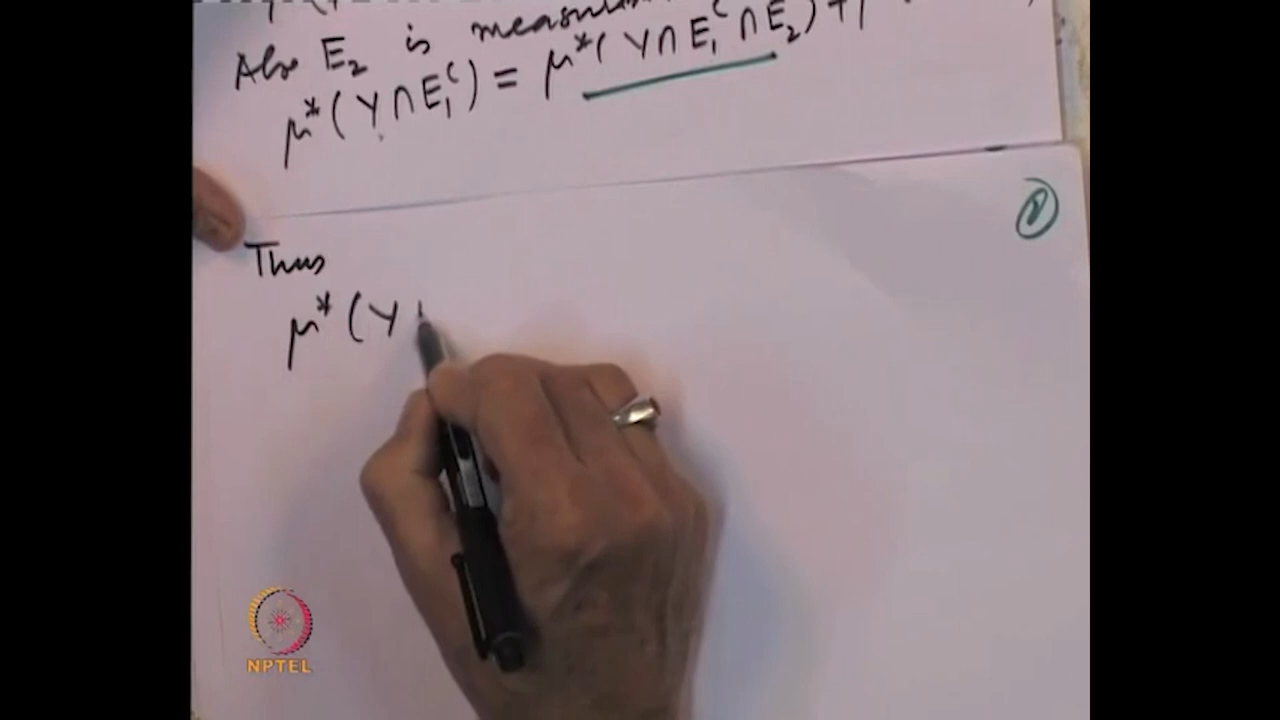 Also E₂ is
μ*(Y∩E₁ᶜ) = μ*(Y∩E₁ᶜ∩E₂)+
8
Thus
μ*(Y
NPTEL